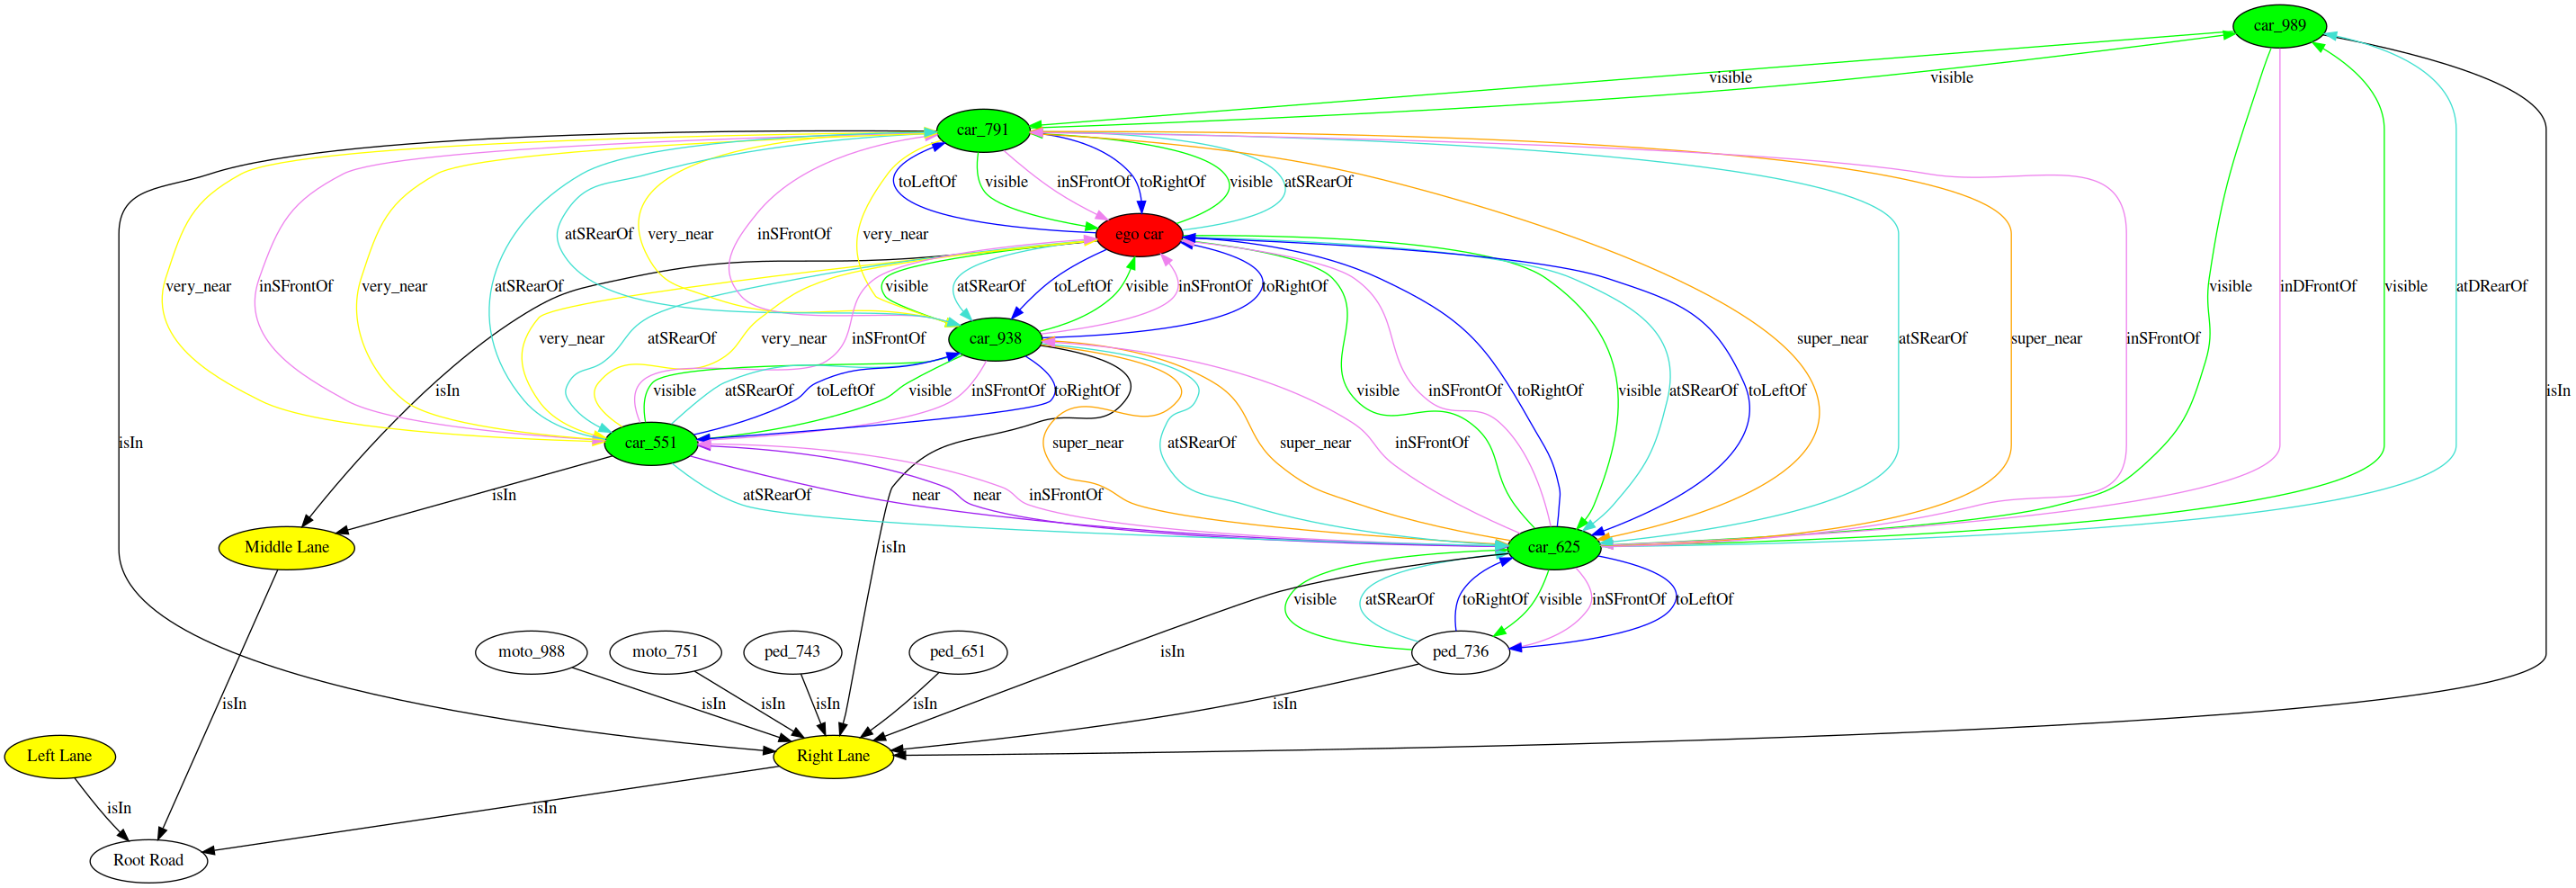 car_989
visible visible
car_791
toLeftOf visible inSFrontOf toRightOf visible atSRearOf
atSRearOf very_near inSFrontOf very_near ego car
very_near inSFrontOf very_near atSRearOf visible atSRearOf toLeftOf visible inSFrontOf toRightOf visible inDFrontOf visible atDRearOf
very_near atSRearOf very_near inSFrontOf car_938 super_near atSRearOf super_near inSFrontOf
isIn visible atSRearOf toLeftOf visible inSFrontOf toRightOf visible inSFrontOf toRightOf visible atSRearOf toLeftOf isIn
isIn car_551 super_near atSRearOf super_near inSFrontOf
isIn atSRearOf near near inSFrontOf
Middle Lane isIn car_625
visible atSRearOf toRightOf visible inSFrontOf toLeftOf
moto_988 moto_751 ped_743 ped_651 isIn ped_736
isIn isIn isIn isIn isIn isIn
Left Lane Right Lane
isIn isIn
Root Road